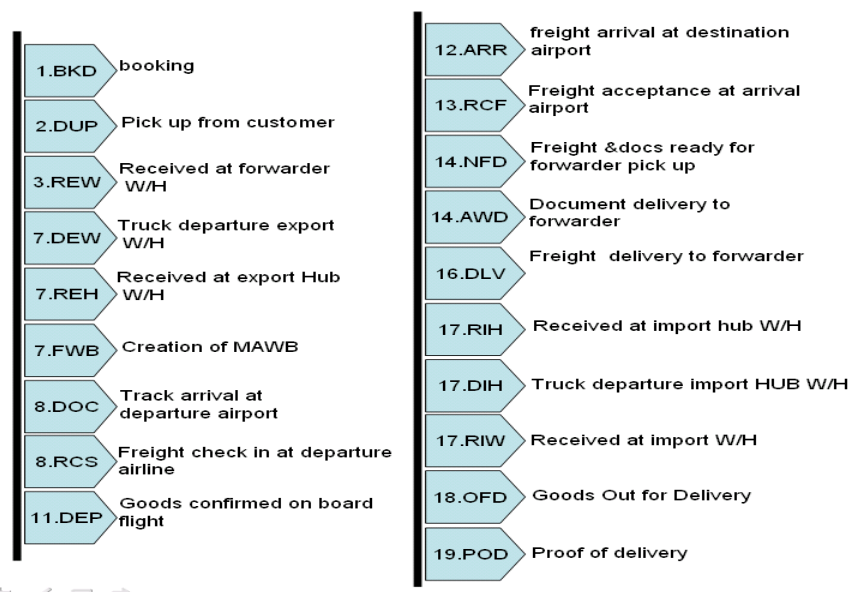 1.BKD booking
2.DUP Pick up from customer
3.REW Received at forwarder
W/H
7.DEW Truck departure export
W/H
7.REH Received at export Hub
W/H
7.FWB Creation of MAWB
8.DOC Track arrival at
departure airport
8.RCS Freight check in at departure
airline
11.DEP Goods confirmed on board
flight
12.ARR freight arrival at destination
airport
13.RCF Freight acceptance at arrival
airport
14.NFD Freight &docs ready for
forwarder pick up
14.AWD Document delivery to
forwarder
16.DLV Freight delivery to forwarder
17.RIH Received at import hub W/H
17.DIH Truck departure import HUB W/H
17.RIW Received at import W/H
18.OFD Goods Out for Delivery
19.POD Proof of delivery